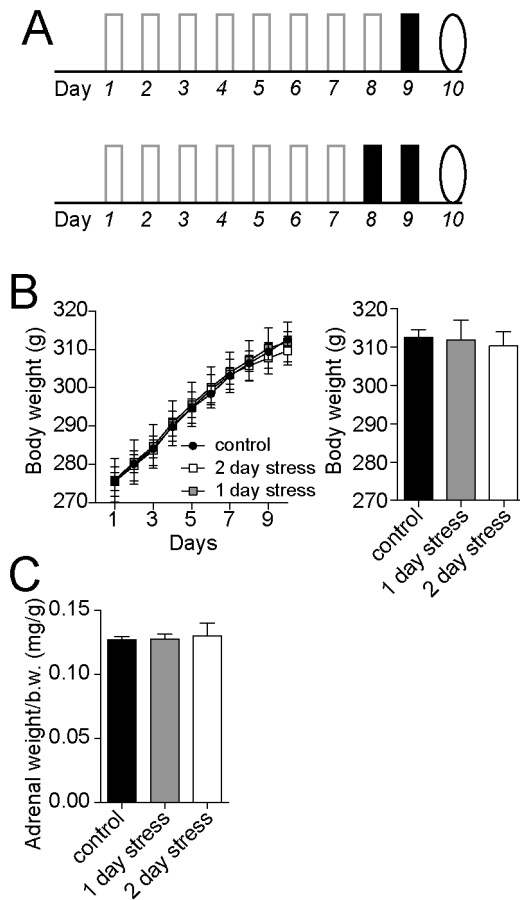 A
Day 1 2 3 4 5 6 7 8 9 10
Day 1 2 3 4 5 6 7 8 9 10
B
Body weight (g)
320
310
300
290
280
270
control
2 day stress
1 day stress
1 3 5 7 9
Days
Body weight (g)
320
310
300
290
280
270
control
1 day stress
2 day stress
C
Adrenal weight/b.w. (mg/g)
0.15
0.10
0.05
0.00
control
1 day stress
2 day stress